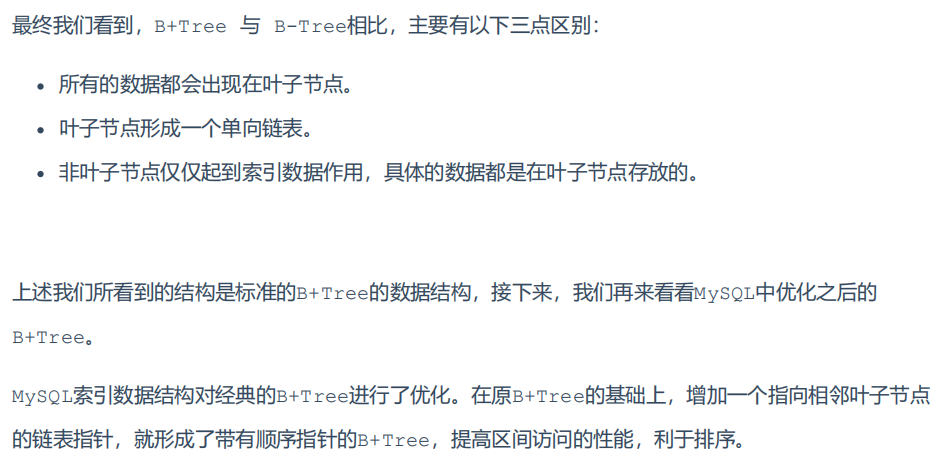 最终我们看到，B+Tree 与 B-Tree相比，主要有以下三点区别：
• 所有的数据都会出现在叶子节点。
• 叶子节点形成一个单向链表。
• 非叶子节点仅仅起到索引数据作用，具体的数据都是在叶子节点存放的。
上述我们所看到的结构是标准的B+Tree的数据结构，接下来，我们再来看看MySQL中优化之后的
B+Tree。
MySQL索引数据结构对经典的B+Tree进行了优化。在原B+Tree的基础上，增加一个指向相邻叶子节点
的链表指针，就形成了带有顺序指针的B+Tree，提高区间访问的性能，利于排序。